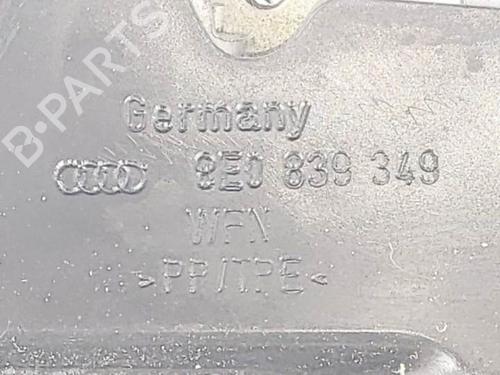 B-PARTS
Germany
8E0 839 349
WFN
>PP/TPE<